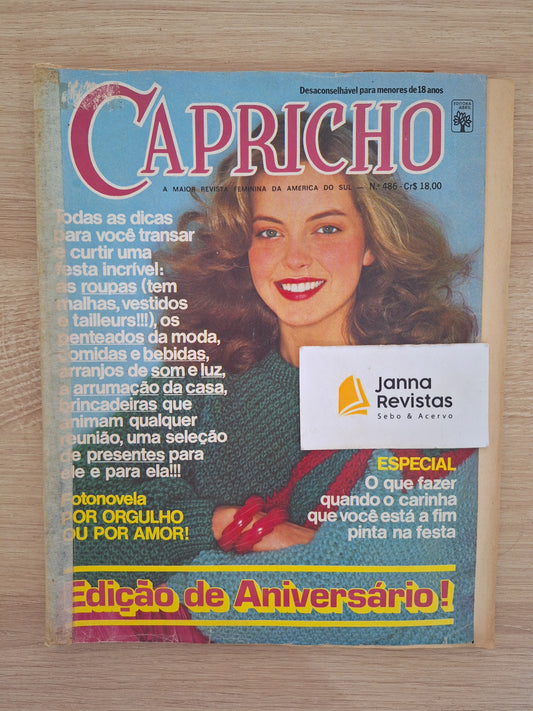 Desaconselhável para menores de 18 anos
EDITORA
ABRIL
CAPRICHO
A MAIOR REVISTA FEMININA DA AMERICA DO SUL — N.º 486 - Cr$ 18,00
Todas as dicas
para você transar
e curtir uma
festa incrível:
as roupas (tem
malhas, vestidos
e tailleurs!!!), os
penteados da moda,
comidas e bebidas,
arranjos de som e luz,
a arrumação da casa,
brincadeiras que
animam qualquer
reunião, uma seleção
de presentes para
ele e para ela!!!
Fotonovela
POR ORGULHO
OU POR AMOR!
Janna
Revistas
Sebo & Acervo
ESPECIAL
O que fazer
quando o carinha
que você está a fim
pinta na festa
Edição de Aniversário!